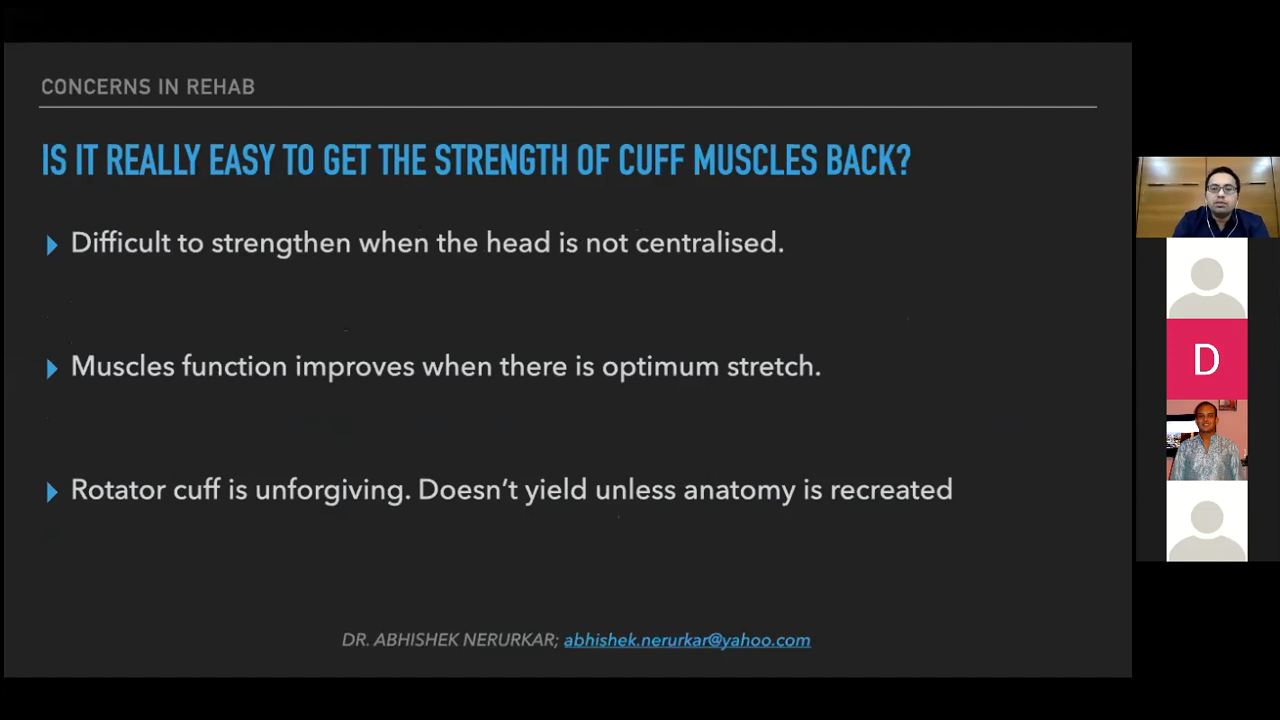 CONCERNS IN REHAB
IS IT REALLY EASY TO GET THE STRENGTH OF CUFF MUSCLES BACK?
Difficult to strengthen when the head is not centralised.
Muscles function improves when there is optimum stretch.
Rotator cuff is unforgiving. Doesn't yield unless anatomy is recreated
DR. ABHISHEK NERURKAR; abhishek.nerurkar@yahoo.com
D